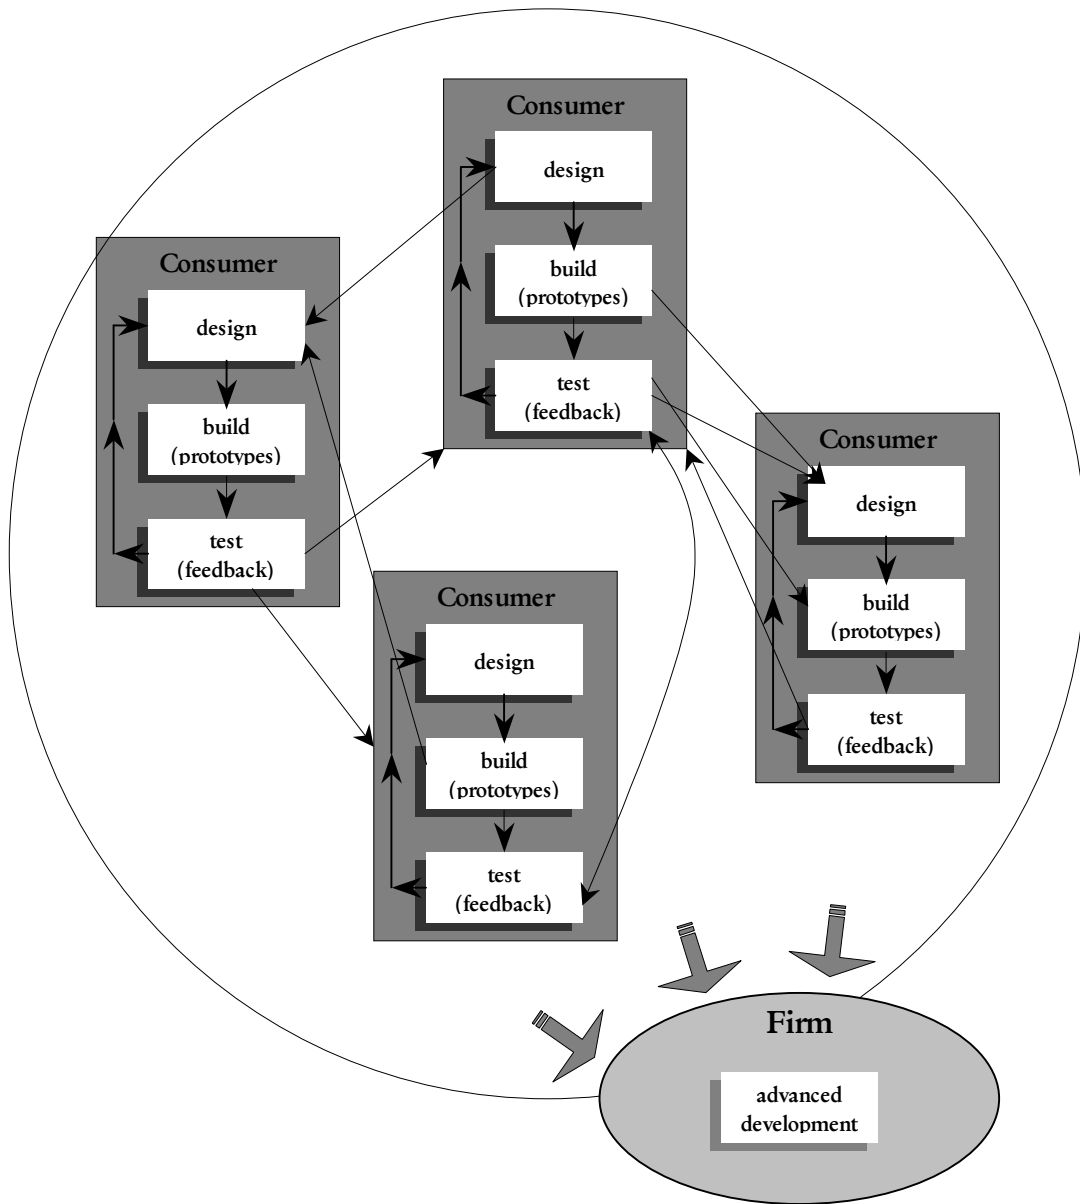 Consumer
design
build
(prototypes)
test
(feedback)
Consumer
design
build
(prototypes)
test
(feedback)
Consumer
design
build
(prototypes)
test
(feedback)
Consumer
design
build
(prototypes)
test
(feedback)
Firm
advanced
development